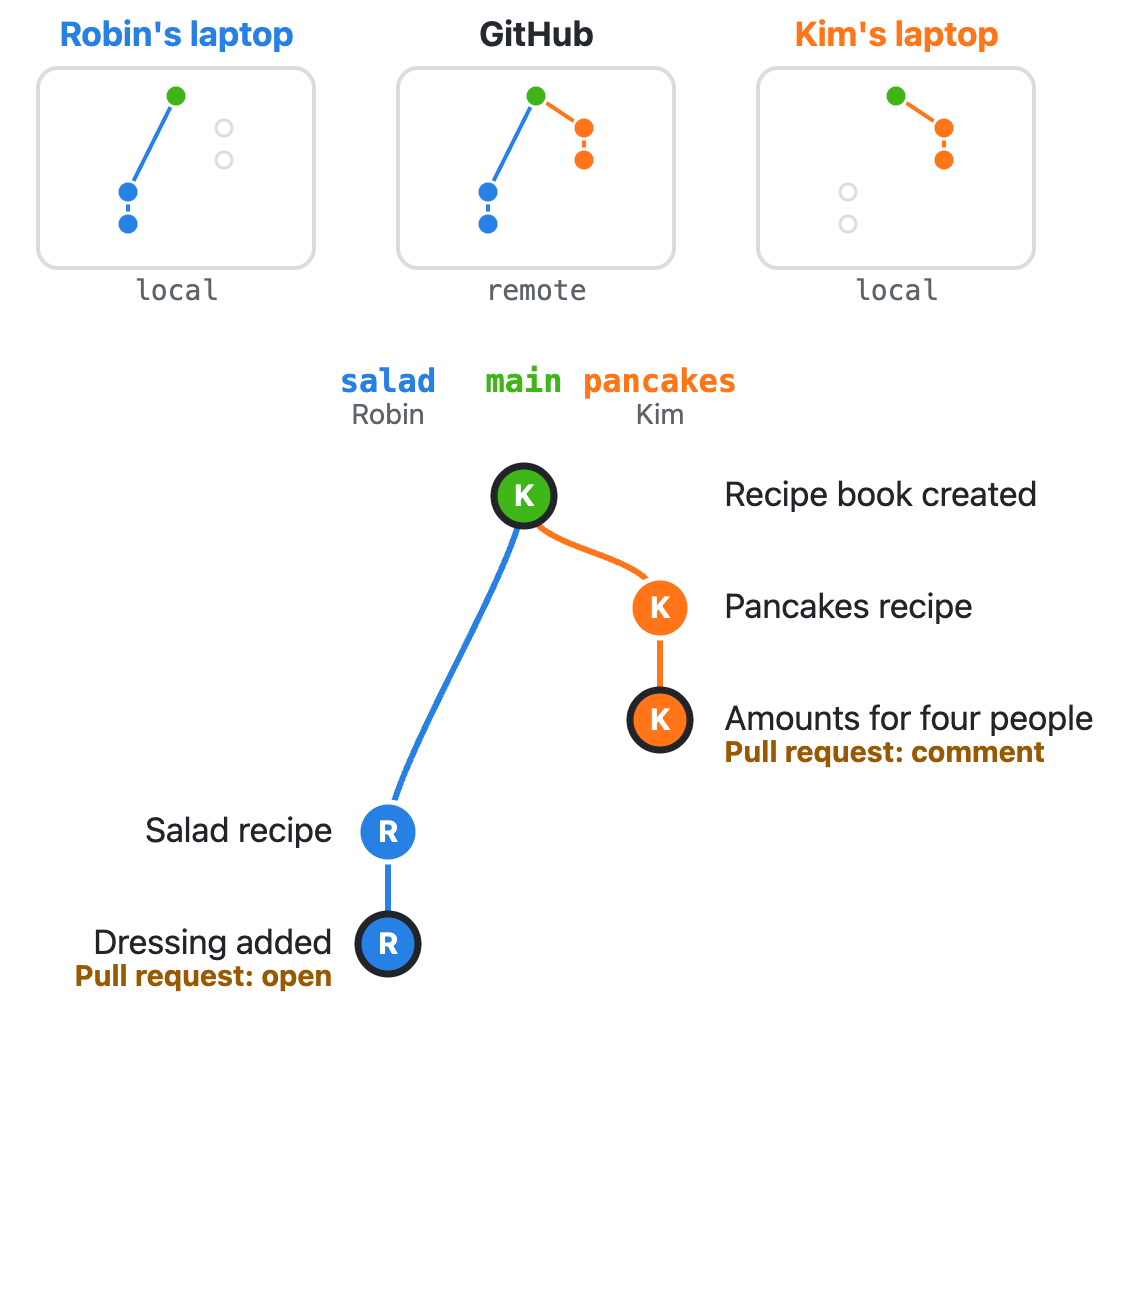 Robin's laptop
GitHub
Kim's laptop
local
remote
local
salad
main
pancakes
Robin
Kim
K
Recipe book created
K
Pancakes recipe
K
Amounts for four people
Pull request: comment
Salad recipe
R
Dressing added
R
Pull request: open